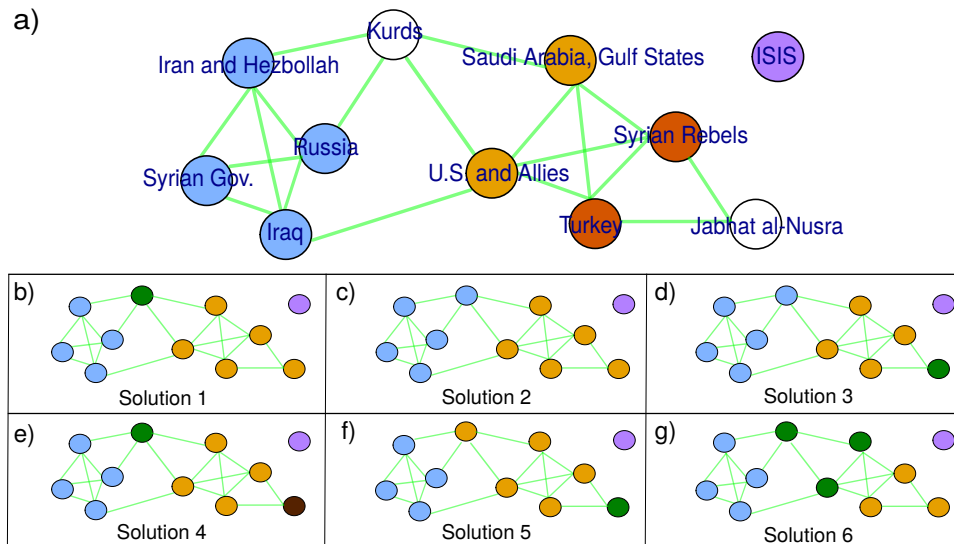 a)
Kurds
Iran and Hezbollah
Saudi Arabia, Gulf States
ISIS
Russia
Syrian Rebels
Syrian Gov.
U.S. and Allies
Iraq
Turkey
Jabhat al-Nusra
b)
Solution 1
c)
Solution 2
d)
Solution 3
e)
Solution 4
f)
Solution 5
g)
Solution 6